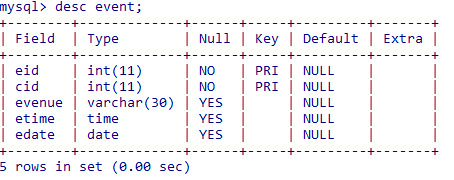 mysql> desc event;
+---------+-------------+------+-----+---------+-------+
| Field | Type | Null | Key | Default | Extra |
+---------+-------------+------+-----+---------+-------+
| eid | int(11) | NO | PRI | NULL | |
| cid | int(11) | NO | PRI | NULL | |
| evenue | varchar(30) | YES | | NULL | |
| etime | time | YES | | NULL | |
| edate | date | YES | | NULL | |
+---------+-------------+------+-----+---------+-------+
5 rows in set (0.00 sec)